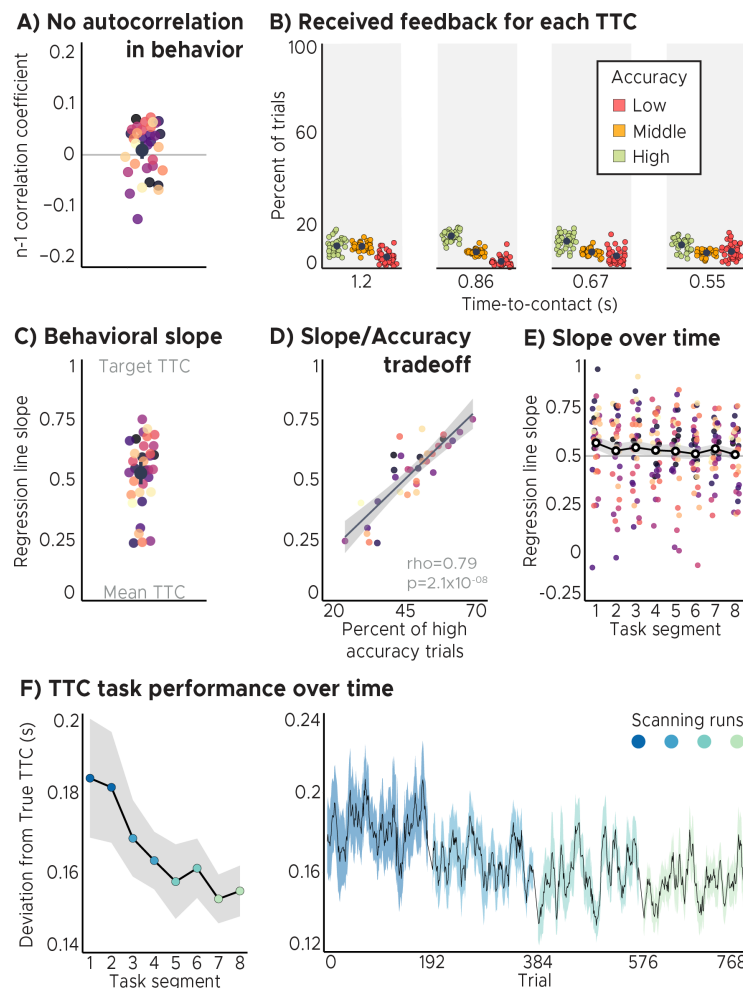 A) No autocorrelation
in behavior
n-1 correlation coefficient
0.2
0.1
0
−0.1
−0.2
B) Received feedback for each TTC
Percent of trials
100
60
20
0
Accuracy
Low
Middle
High
1.2
0.86
0.67
0.55
Time-to-contact (s)
C) Behavioral slope
Regression line slope
1
0.75
0.5
0.25
0
Target TTC
Mean TTC
D) Slope/Accuracy
tradeoff
1
0.75
0.5
0.25
0
rho=0.79
p=2.1x10⁻⁰⁸
20
45
70
Percent of high
accuracy trials
E) Slope over time
Regression line slope
1
0.75
0.5
0.25
0
-0.25
1 2 3 4 5 6 7 8
Task segment
F) TTC task performance over time
Deviation from True TTC (s)
0.2
0.18
0.16
0.14
1 2 3 4 5 6 7 8
Task segment
0.24
0.2
0.16
0.12
Scanning runs
0 192 384 576 768
Trial